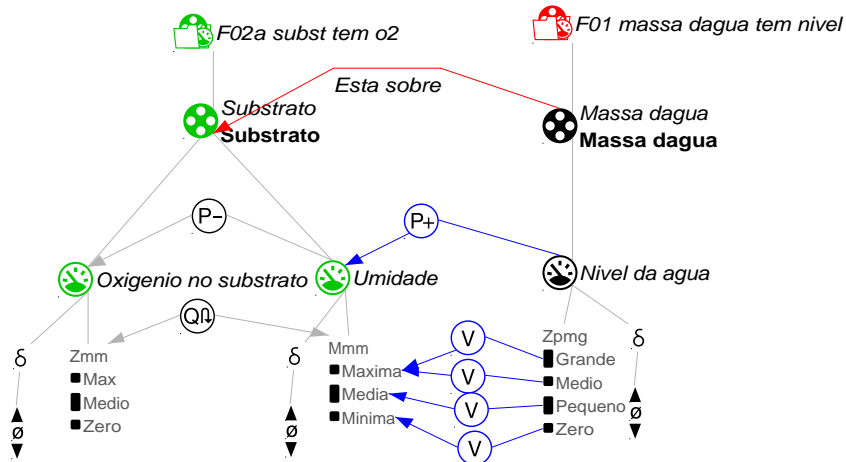 F02a subst tem o2
F01 massa dagua tem nivel
Esta sobre
Substrato
Substrato
Massa dagua
Massa dagua
P-
P+
Oxigenio no substrato
Umidade
Nivel da agua
Q
δ
Zmm
Max
Medio
Zero
ø
δ
Mmm
Maxima
Media
Minima
ø
V
V
V
V
Zpmg
Grande
Medio
Pequeno
Zero
δ
ø